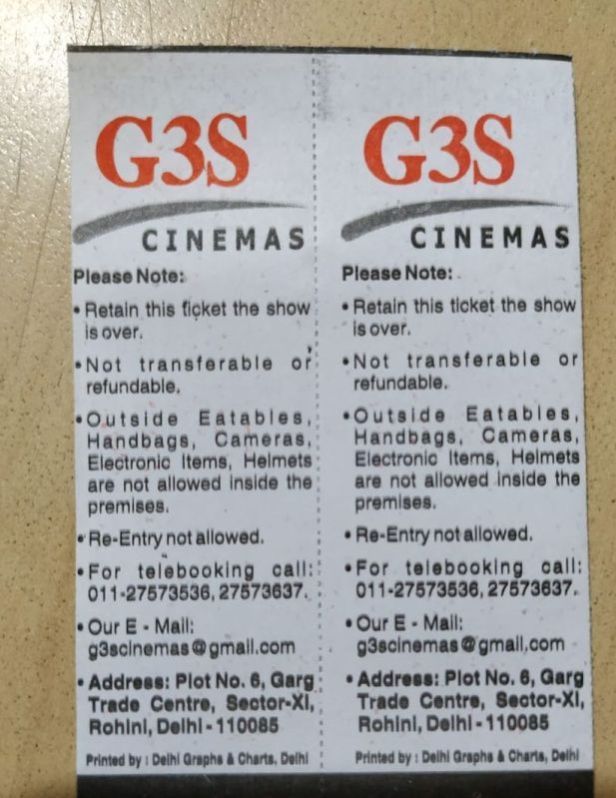 G3S
CINEMAS
Please Note:
• Retain this ticket the show
is over.
• Not transferable or
refundable.
• Outside Eatables,
Handbags, Cameras,
Electronic Items, Helmets
are not allowed inside the
premises.
• Re-Entry not allowed.
• For telebooking call:
011-27573536, 27573637.
• Our E - Mail:
g3scinemas@gmail.com
• Address: Plot No. 6, Garg
Trade Centre, Sector-XI,
Rohini, Delhi - 110085
Printed by : Delhi Graphs & Charts, Delhi
G3S
CINEMAS
Please Note:
• Retain this ticket the show
is over.
• Not transferable or
refundable.
• Outside Eatables,
Handbags, Cameras,
Electronic Items, Helmets
are not allowed inside the
premises.
• Re-Entry not allowed.
• For telebooking call:
011-27573536, 27573637.
• Our E - Mail:
g3scinemas@gmail.com
• Address: Plot No. 6, Garg
Trade Centre, Sector-XI,
Rohini, Delhi - 110085
Printed by : Delhi Graphs & Charts, Delhi